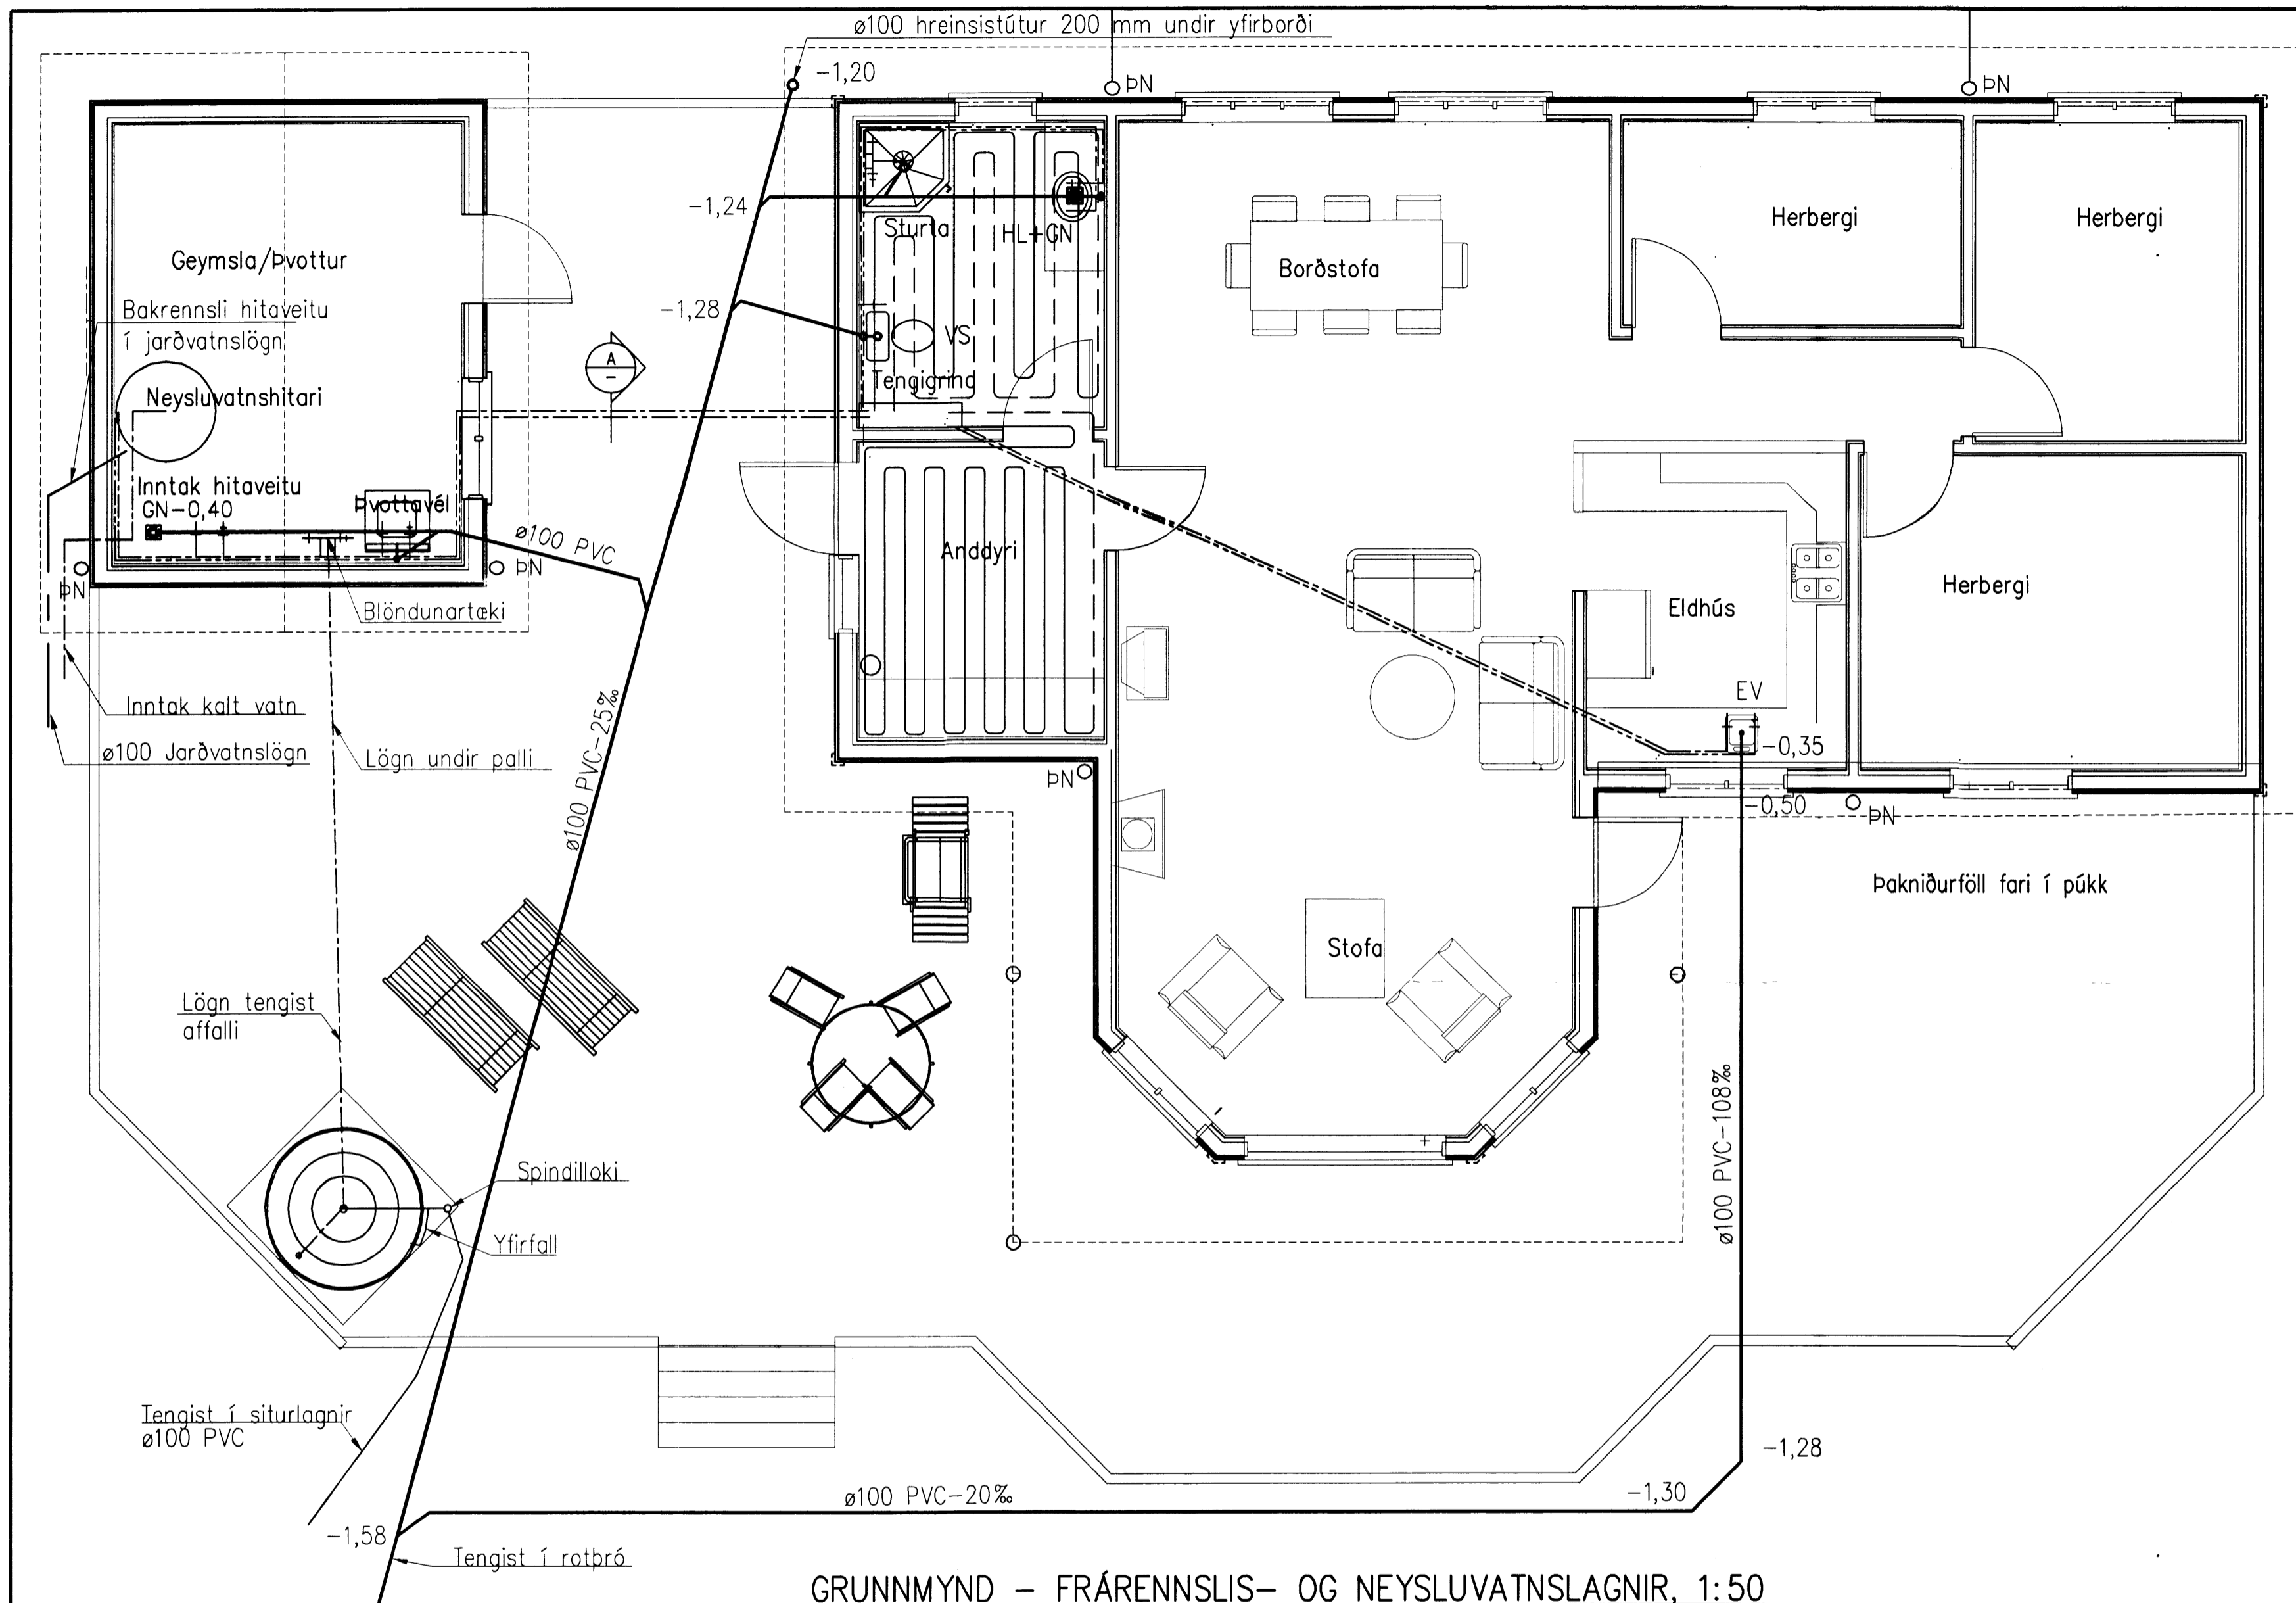 ø100 hreinsistútur 200 mm undir yfirborði
-1,20
ÞN
ÞN
-1,24
Sturta
HL+GN
Herbergi
Herbergi
Geymsla/Þvottur
Borðstofa
Bakrennsli hitaveitu
í jarðvatnslögn
-1,28
VS
A
-
Tengigrind
Neysluvatnshitari
Inntak hitaveitu
GN-0,40
Þvottavél
ø100 PVC
Anddyri
ÞN
ÞN
Blöndunartæki
Eldhús
Herbergi
Inntak kalt vatn
EV
-0,35
ø100 Jarðvatnslögn
Lögn undir palli
ø100 PVC-25‰
ÞN
-0,50
ÞN
Þakniðurföll fari í púkk
Stofa
Lögn tengist
affalli
ø100 PVC-108‰
Spindilloki
Yfirfall
Tengist í siturlagnir
ø100 PVC
-1,28
ø100 PVC-20‰
-1,30
-1,58
Tengist í rotþró
GRUNNMYND - FRÁRENNSLIS- OG NEYSLUVATNSLAGNIR, 1:50